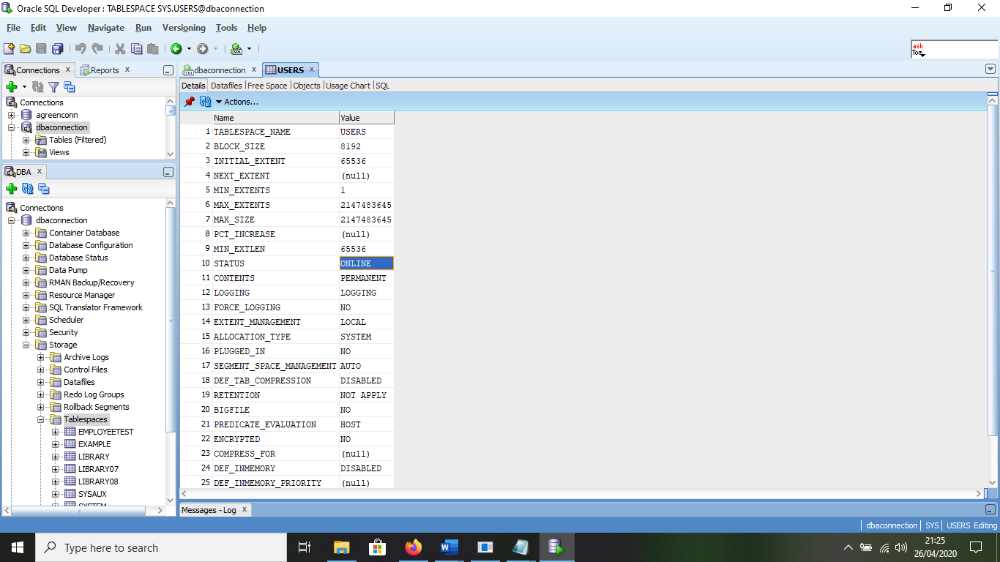 Oracle SQL Developer : TABLESPACE SYS.USERS@dbaconnection
File Edit View Navigate Run Versioning Tools Help
ask
Tom
Connections
Reports
dbaconnection
USERS
Details Datafiles Free Space Objects Usage Chart SQL
Actions...
Connections
agreenconn
dbaconnection
Tables (Filtered)
Views
DBA
Connections
dbaconnection
Container Database
Database Configuration
Database Status
Data Pump
RMAN Backup/Recovery
Resource Manager
SQL Translator Framework
Scheduler
Security
Storage
Archive Logs
Control Files
Datafiles
Redo Log Groups
Rollback Segments
Tablespaces
EMPLOYEETEST
EXAMPLE
LIBRARY
LIBRARY07
LIBRARY08
SYSAUX
SYSTEM
Name Value
1 TABLESPACE_NAME USERS
2 BLOCK_SIZE 8192
3 INITIAL_EXTENT 65536
4 NEXT_EXTENT (null)
5 MIN_EXTENTS 1
6 MAX_EXTENTS 2147483645
7 MAX_SIZE 2147483645
8 PCT_INCREASE (null)
9 MIN_EXTLEN 65536
10 STATUS ONLINE
11 CONTENTS PERMANENT
12 LOGGING LOGGING
13 FORCE_LOGGING NO
14 EXTENT_MANAGEMENT LOCAL
15 ALLOCATION_TYPE SYSTEM
16 PLUGGED_IN NO
17 SEGMENT_SPACE_MANAGEMENT AUTO
18 DEF_TAB_COMPRESSION DISABLED
19 RETENTION NOT APPLY
20 BIGFILE NO
21 PREDICATE_EVALUATION HOST
22 ENCRYPTED NO
23 COMPRESS_FOR (null)
24 DEF_INMEMORY DISABLED
25 DEF_INMEMORY_PRIORITY (null)
Messages - Log
dbaconnection SYS USERS Editing
Type here to search
21:25
26/04/2020